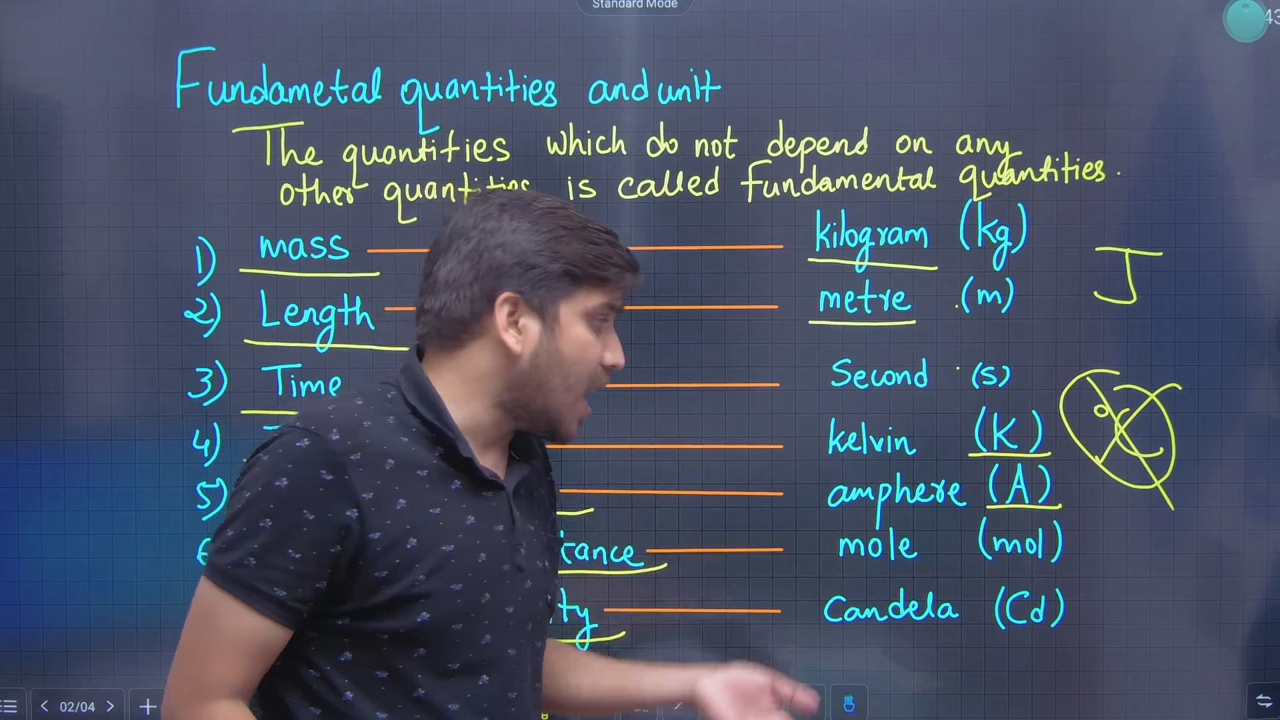 Standard Mode
43
Fundametal quantities and unit
The quantities which do not depend on any
other quantities is called fundamental quantities.
1) mass kilogram (kg)
J
2) Length metre (m)
3) Time Second (s)
°C
4) kelvin (K)
5) amphere (A)
tance mole (mol)
ty Candela (Cd)
02/04